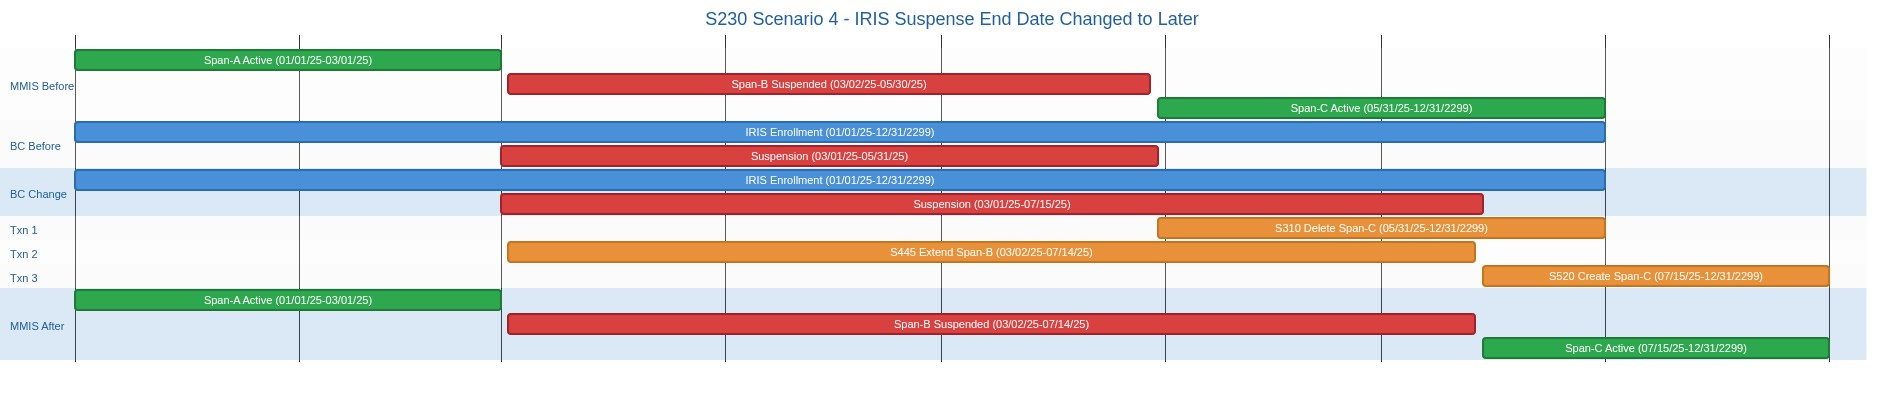 S230 Scenario 4 - IRIS Suspense End Date Changed to Later
MMIS Before
Span-A Active (01/01/25-03/01/25)
Span-B Suspended (03/02/25-05/30/25)
Span-C Active (05/31/25-12/31/2299)
BC Before
IRIS Enrollment (01/01/25-12/31/2299)
Suspension (03/01/25-05/31/25)
BC Change
IRIS Enrollment (01/01/25-12/31/2299)
Suspension (03/01/25-07/15/25)
Txn 1
S310 Delete Span-C (05/31/25-12/31/2299)
Txn 2
S445 Extend Span-B (03/02/25-07/14/25)
Txn 3
S520 Create Span-C (07/15/25-12/31/2299)
MMIS After
Span-A Active (01/01/25-03/01/25)
Span-B Suspended (03/02/25-07/14/25)
Span-C Active (07/15/25-12/31/2299)